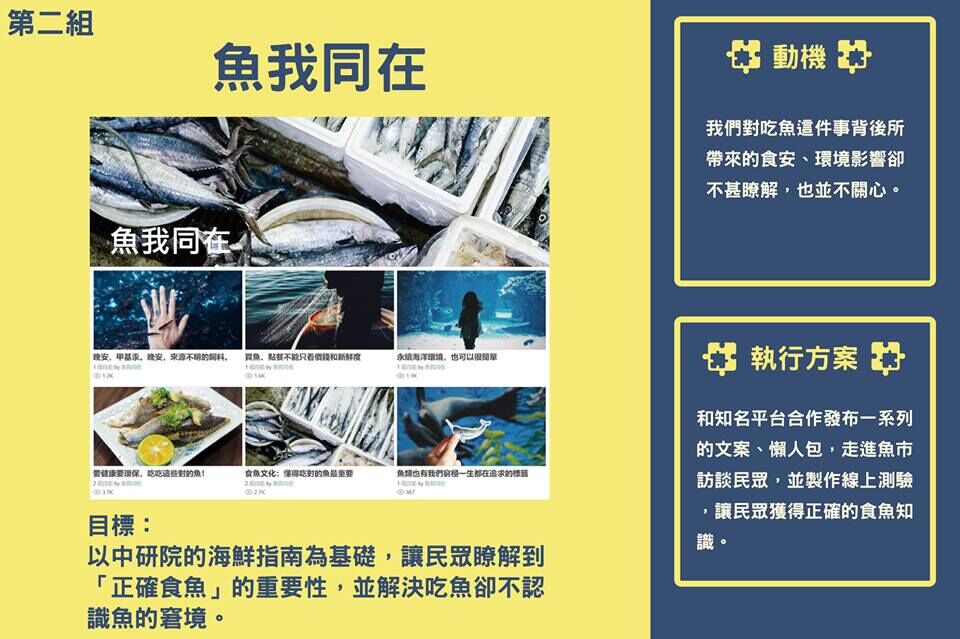 第二組
魚我同在
魚我同在
晚安，甲基汞。晚安，來源不明的飼料。
1 個月前 by 魚我同在
1.2K
買魚、點餐不能只看價錢和新鮮度
1 個月前 by 魚我同在
1.6K
永續海洋環境，也可以很簡單
1 個月前 by 魚我同在
1.9K
要健康要環保，吃吃這些對的魚！
2 個月前 by 魚我同在
3.7K
食魚文化：懂得吃對的魚最重要
2 個月前 by 魚我同在
2.7K
魚類也有我們窮極一生都在追求的標籤
1 個月前 by 魚我同在
987
目標：
以中研院的海鮮指南為基礎，讓民眾瞭解到
「正確食魚」的重要性，並解決吃魚卻不認
識魚的窘境。
動機
我們對吃魚這件事背後所
帶來的食安、環境影響卻
不甚瞭解，也並不關心。
執行方案
和知名平台合作發布一系列
的文案、懶人包，走進魚市
訪談民眾，並製作線上測驗
，讓民眾獲得正確的食魚知
識。